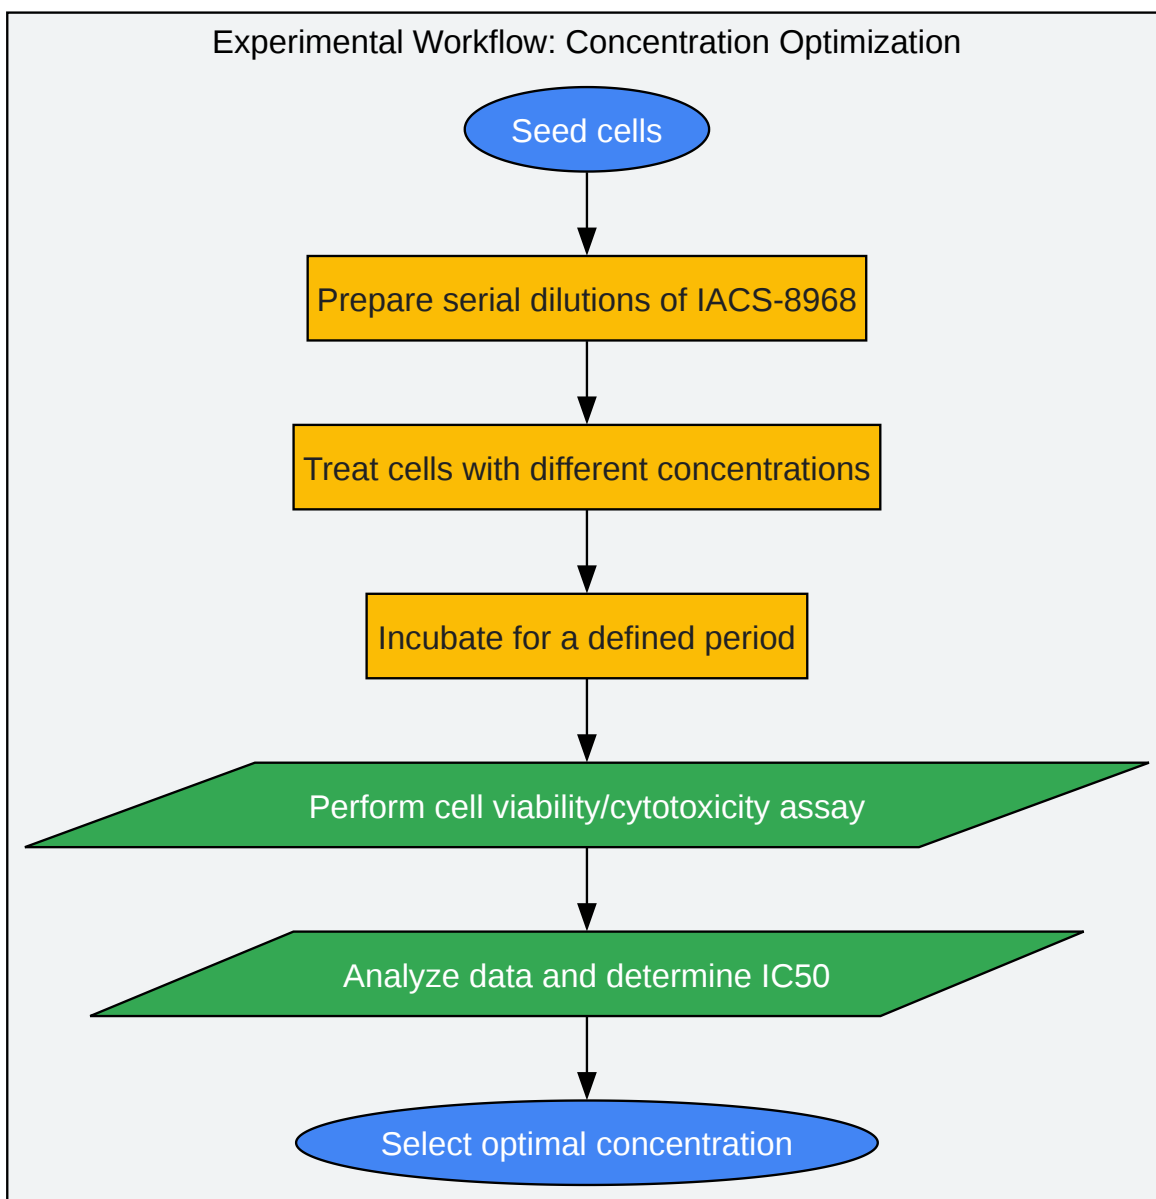 Experimental Workflow: Concentration Optimization
Seed cells
Prepare serial dilutions of IACS-8968
Treat cells with different concentrations
Incubate for a defined period
Perform cell viability/cytotoxicity assay
Analyze data and determine IC50
Select optimal concentration